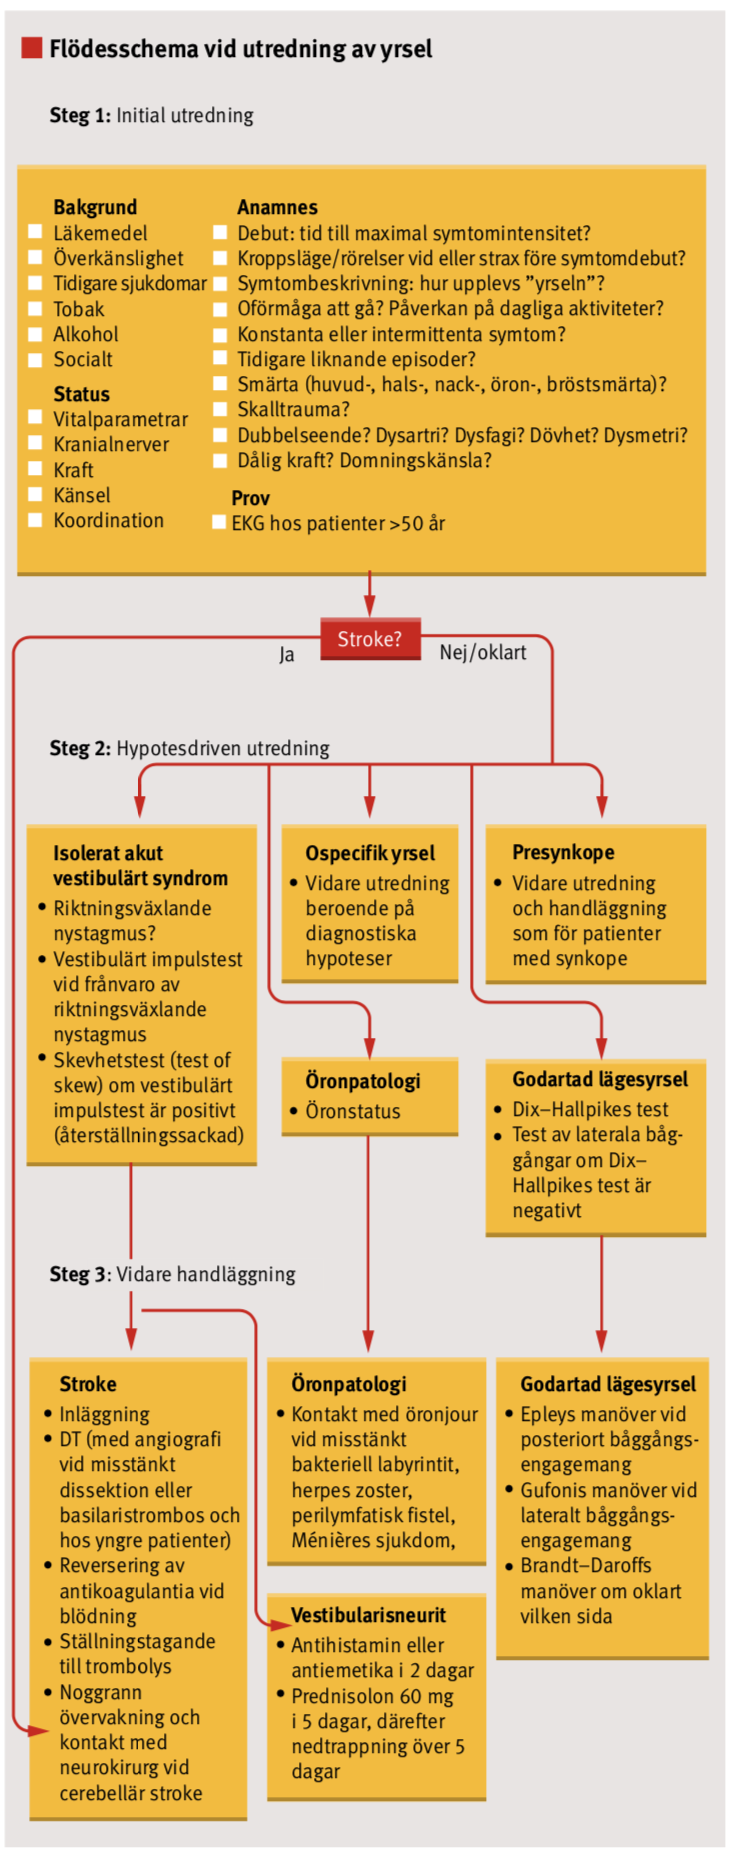 Flödesschema vid utredning av yrsel
Steg 1: Initial utredning
Bakgrund
Läkemedel
Överkänslighet
Tidigare sjukdomar
Tobak
Alkohol
Socialt
Status
Vitalparametrar
Kranialnerver
Kraft
Känsel
Koordination
Anamnes
Debut: tid till maximal symtomintensitet?
Kroppsläge/rörelser vid eller strax före symtomdebut?
Symtombeskrivning: hur upplevs ”yrseln”?
Oförmåga att gå? Påverkan på dagliga aktiviteter?
Konstanta eller intermittenta symtom?
Tidigare liknande episoder?
Smärta (huvud-, hals-, nack-, öron-, bröstsmärta)?
Skalltrauma?
Dubbelseende? Dysartri? Dysfagi? Dövhet? Dysmetri?
Dålig kraft? Domningskänsla?
Prov
EKG hos patienter >50 år
Stroke?
Ja
Nej/oklart
Steg 2: Hypotesdriven utredning
Isolerat akut
vestibulärt syndrom
• Riktningsväxlande
nystagmus?
• Vestibulärt impulstest
vid frånvaro av
riktningsväxlande
nystagmus
• Skevhetstest (test of
skew) om vestibulärt
impulstest är positivt
(återställningssackad)
Ospecifik yrsel
• Vidare utredning
beroende på
diagnostiska
hypoteser
Presynkope
• Vidare utredning
och handläggning
som för patienter
med synkope
Öronpatologi
• Öronstatus
Godartad lägesyrsel
• Dix–Hallpikes test
• Test av laterala båg-
gångar om Dix–
Hallpikes test är
negativt
Steg 3: Vidare handläggning
Stroke
• Inläggning
• DT (med angiografi
vid misstänkt
dissektion eller
basilaristrombos och
hos yngre patienter)
• Reversering av
antikoagulantia vid
blödning
• Ställningstagande
till trombolys
• Noggrann
övervakning och
kontakt med
neurokirurg vid
cerebellär stroke
Öronpatologi
• Kontakt med öronjour
vid misstänkt
bakteriell labyrintit,
herpes zoster,
perilymfatisk fistel,
Ménières sjukdom,
Vestibularisneurit
• Antihistamin eller
antiemetika i 2 dagar
• Prednisolon 60 mg
i 5 dagar, därefter
nedtrappning över 5
dagar
Godartad lägesyrsel
• Epleys manöver vid
posteriort båggångs-
engagemang
• Gufonis manöver vid
lateralt båggångs-
engagemang
• Brandt–Daroffs
manöver om oklart
vilken sida